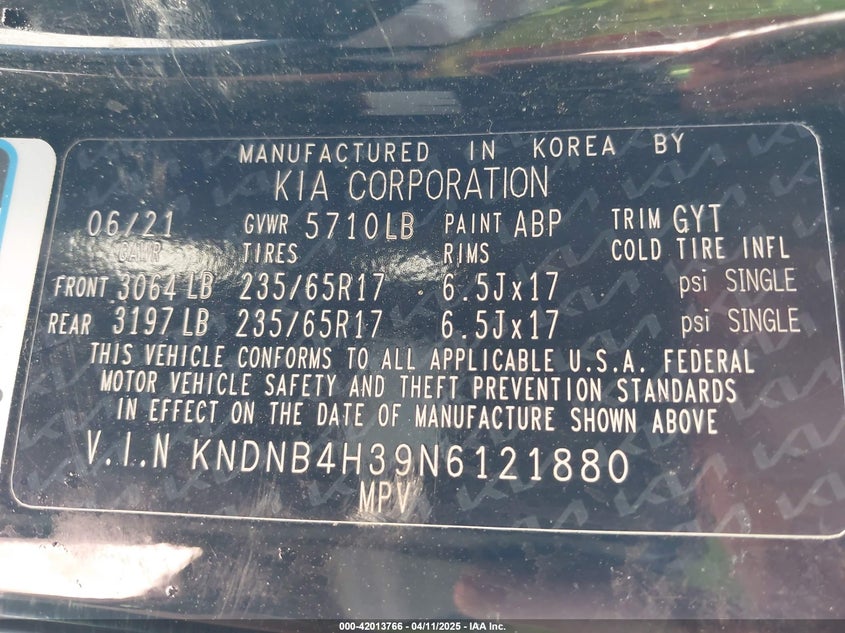 MANUFACTURED IN KOREA BY
KIA CORPORATION
06/21 GVWR 5710LB PAINT ABP TRIM GYT
GAWR TIRES RIMS COLD TIRE INFL
FRONT 3064 LB 235/65R17 6.5Jx17 psi SINGLE
REAR 3197 LB 235/65R17 6.5Jx17 psi SINGLE
THIS VEHICLE CONFORMS TO ALL APPLICABLE U.S.A. FEDERAL
MOTOR VEHICLE SAFETY AND THEFT PREVENTION STANDARDS
IN EFFECT ON THE DATE OF MANUFACTURE SHOWN ABOVE
V.I.N KNDNB4H39N6121880
MPV
000-42013766 - 04/11/2025 - IAA Inc.